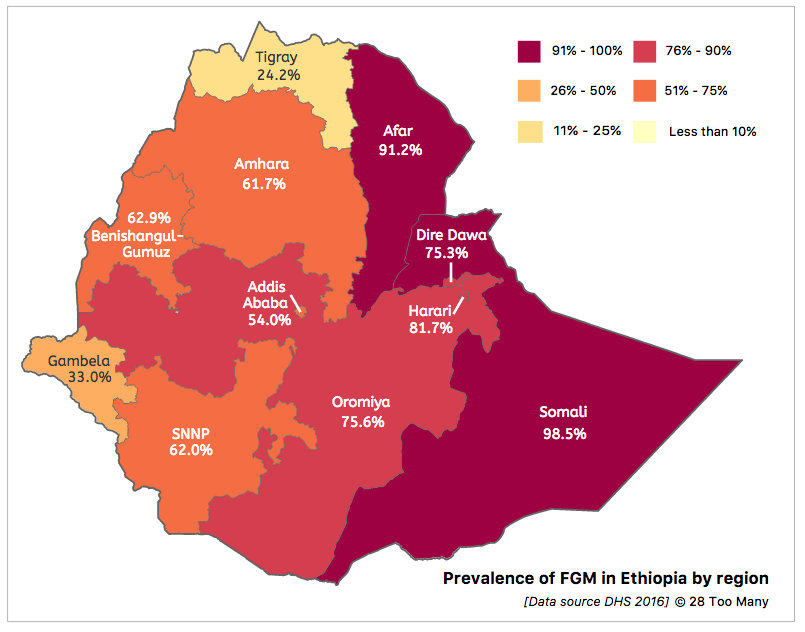 Tigray
24.2%
91% - 100%
76% - 90%
26% - 50%
51% - 75%
11% - 25%
Less than 10%
Afar
91.2%
Amhara
61.7%
62.9%
Benishangul-
Gumuz
Dire Dawa
75.3%
Addis
Ababa
54.0%
Harari
81.7%
Gambela
33.0%
Oromiya
75.6%
Somali
98.5%
SNNP
62.0%
Prevalence of FGM in Ethiopia by region
[Data source DHS 2016] © 28 Too Many